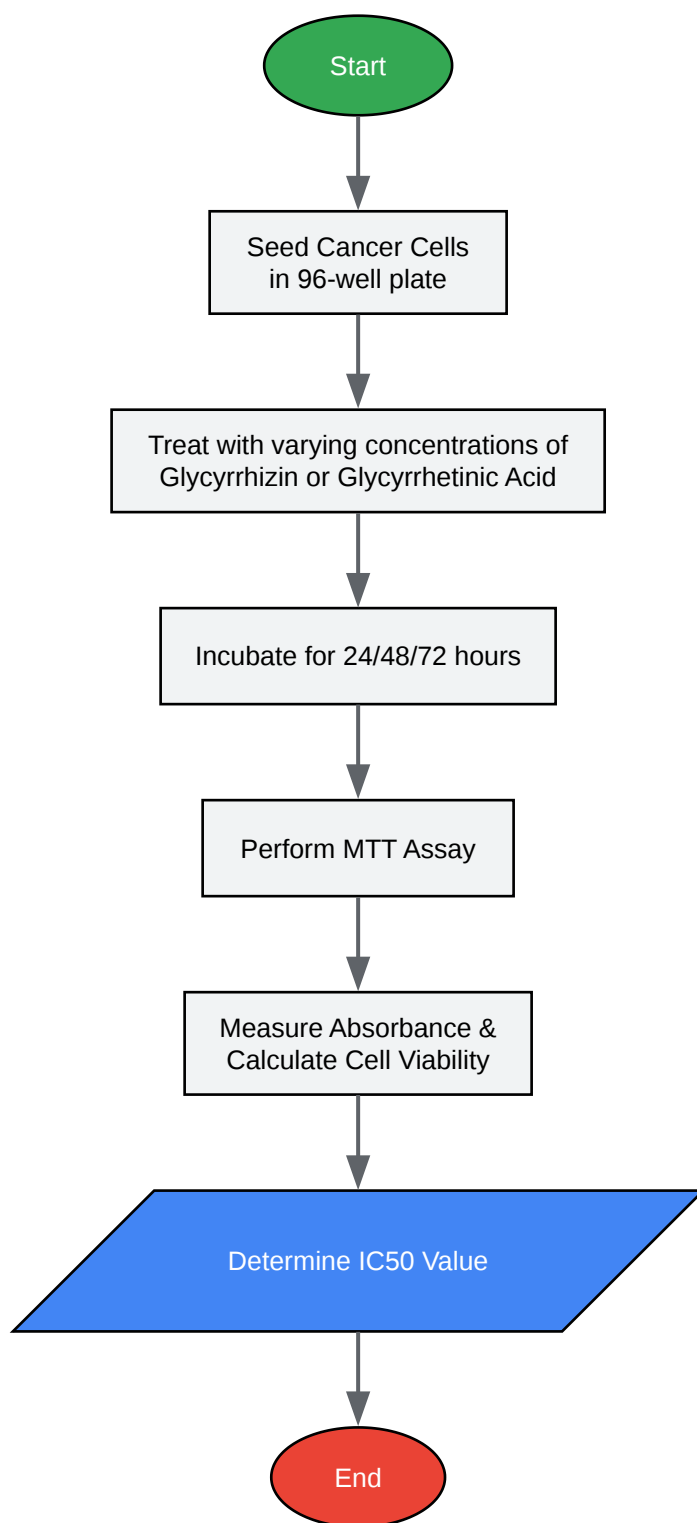 Start
Seed Cancer Cells
in 96-well plate
Treat with varying concentrations of
Glycyrrhizin or Glycyrrhetinic Acid
Incubate for 24/48/72 hours
Perform MTT Assay
Measure Absorbance &
Calculate Cell Viability
Determine IC50 Value
End